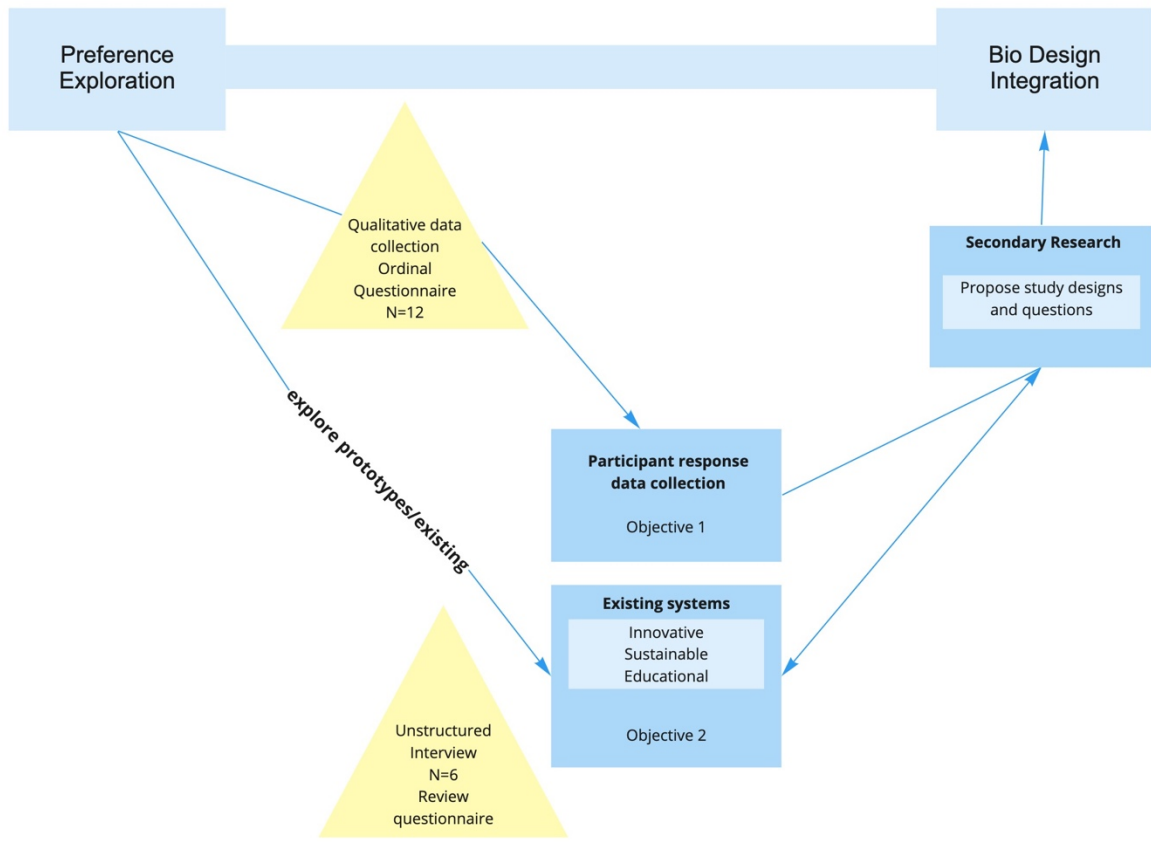 Preference
Exploration
Bio Design
Integration
Qualitative data
collection
Ordinal
Questionnaire
N=12
Secondary Research
Propose study designs
and questions
explore prototypes/existing
Participant response
data collection
Objective 1
Existing systems
Innovative
Sustainable
Educational
Objective 2
Unstructured
Interview
N=6
Review
questionnaire